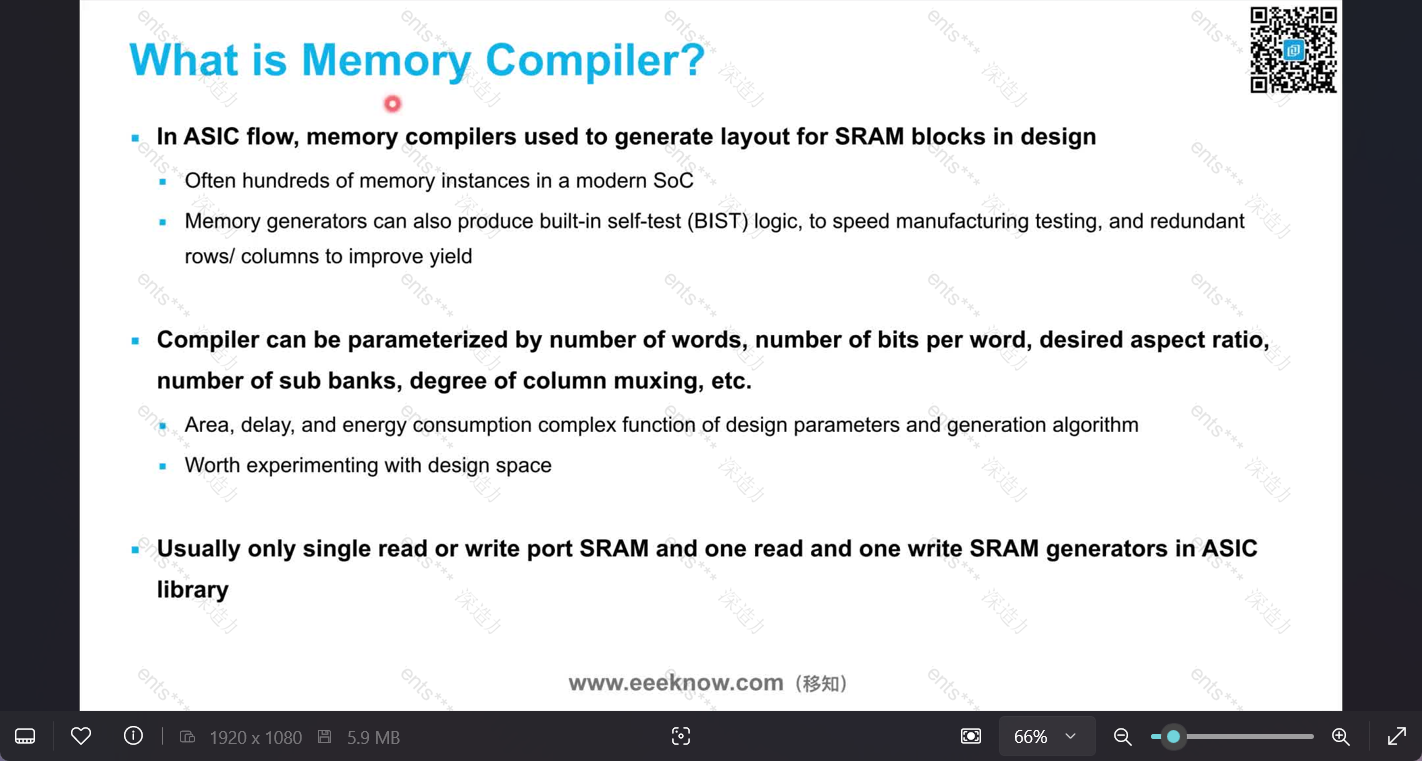 What is Memory Compiler?
In ASIC flow, memory compilers used to generate layout for SRAM blocks in design
Often hundreds of memory instances in a modern SoC
Memory generators can also produce built-in self-test (BIST) logic, to speed manufacturing testing, and redundant
rows/ columns to improve yield
Compiler can be parameterized by number of words, number of bits per word, desired aspect ratio,
number of sub banks, degree of column muxing, etc.
Area, delay, and energy consumption complex function of design parameters and generation algorithm
Worth experimenting with design space
Usually only single read or write port SRAM and one read and one write SRAM generators in ASIC
library
www.eeeknow.com（移知）
ents*** 深造力
1920 x 1080
5.9 MB
66%